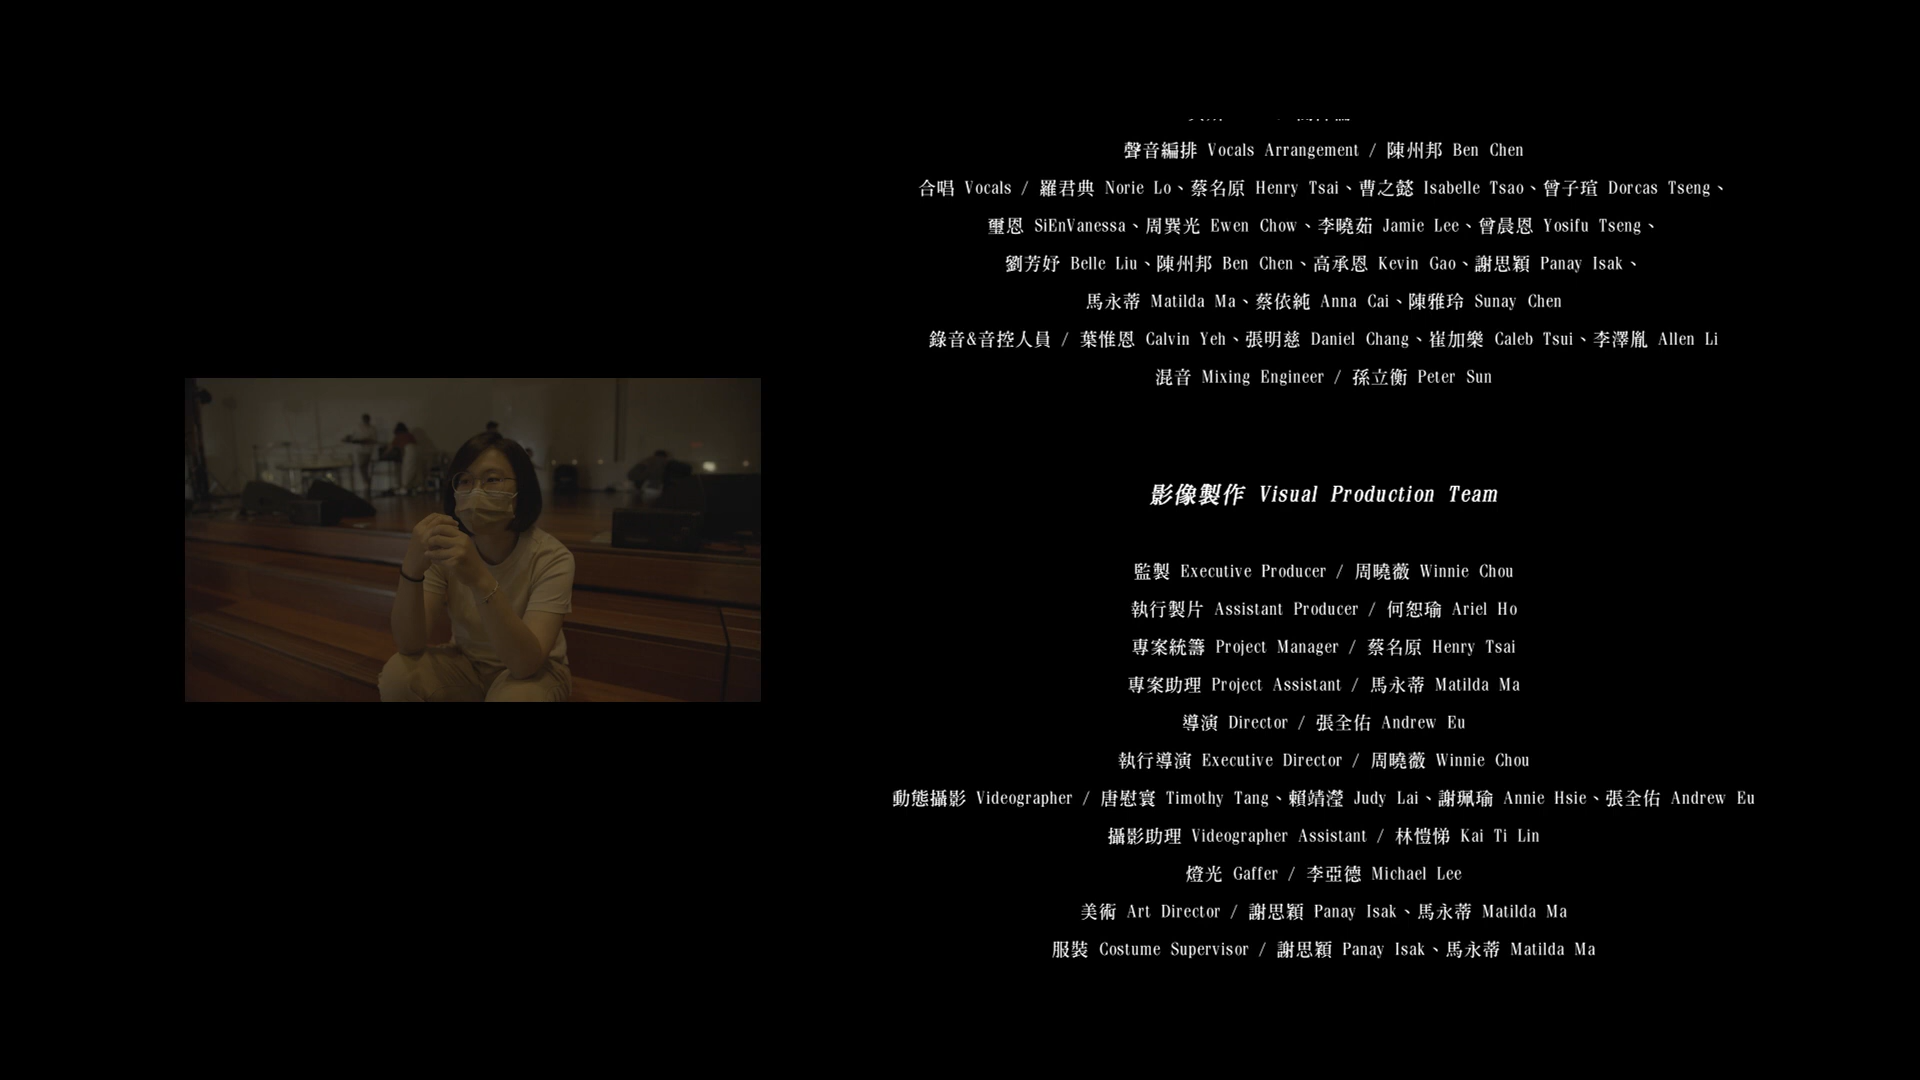 聲音編排 Vocals Arrangement / 陳州邦 Ben Chen
合唱 Vocals / 羅君典 Norie Lo、蔡名原 Henry Tsai、曹之懿 Isabelle Tsao、曾子瑄 Dorcas Tseng、
璽恩 SiEnVanessa、周巽光 Ewen Chow、李曉茹 Jamie Lee、曾晨恩 Yosifu Tseng、
劉芳妤 Belle Liu、陳州邦 Ben Chen、高承恩 Kevin Gao、謝思穎 Panay Isak、
馬永蒂 Matilda Ma、蔡依純 Anna Cai、陳雅玲 Sunay Chen
錄音&音控人員 / 葉惟恩 Calvin Yeh、張明慈 Daniel Chang、崔加樂 Caleb Tsui、李澤胤 Allen Li
混音 Mixing Engineer / 孫立衡 Peter Sun
影像製作 Visual Production Team
監製 Executive Producer / 周曉薇 Winnie Chou
執行製片 Assistant Producer / 何恕瑜 Ariel Ho
專案統籌 Project Manager / 蔡名原 Henry Tsai
專案助理 Project Assistant / 馬永蒂 Matilda Ma
導演 Director / 張全佑 Andrew Eu
執行導演 Executive Director / 周曉薇 Winnie Chou
動態攝影 Videographer / 唐慰寰 Timothy Tang、賴靖瀅 Judy Lai、謝珮瑜 Annie Hsie、張全佑 Andrew Eu
攝影助理 Videographer Assistant / 林愷悌 Kai Ti Lin
燈光 Gaffer / 李亞德 Michael Lee
美術 Art Director / 謝思穎 Panay Isak、馬永蒂 Matilda Ma
服裝 Costume Supervisor / 謝思穎 Panay Isak、馬永蒂 Matilda Ma